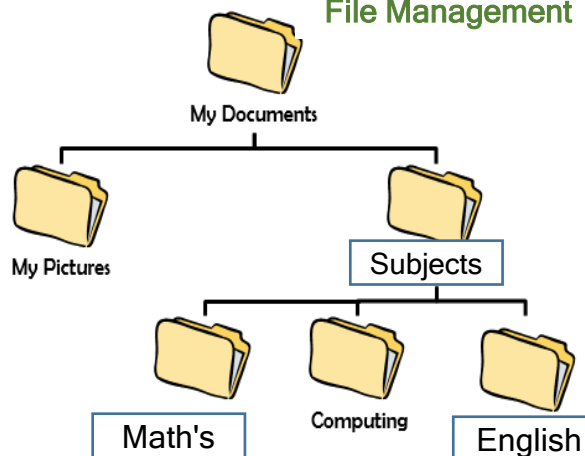 File Management
My Documents
My Pictures
Subjects
Math's
Computing
English